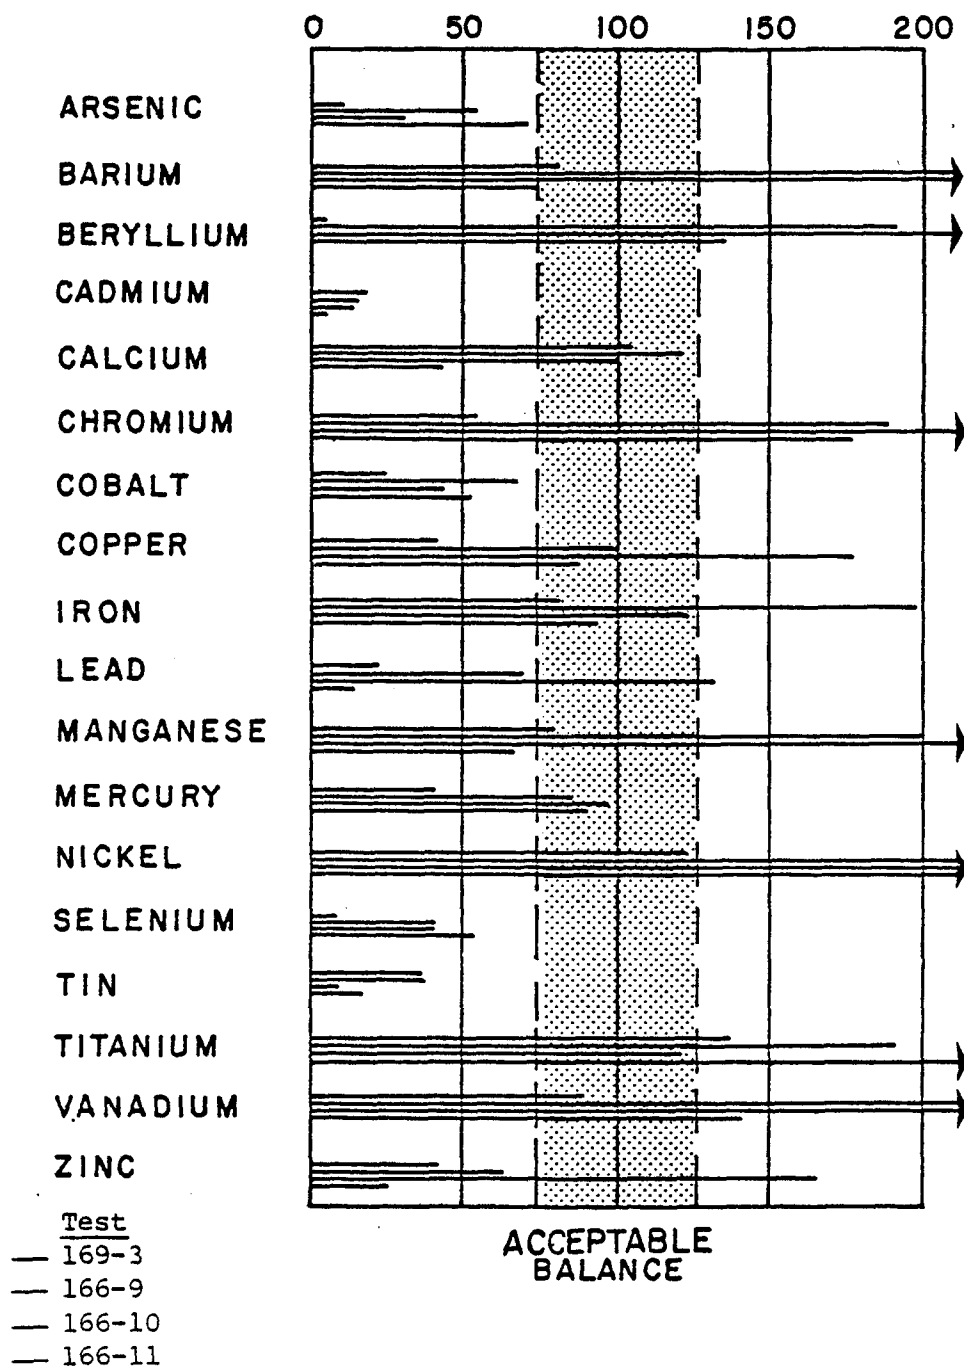 0 50 100 150 200
ARSENIC
BARIUM
BERYLLIUM
CADMIUM
CALCIUM
CHROMIUM
COBALT
COPPER
IRON
LEAD
MANGANESE
MERCURY
NICKEL
SELENIUM
TIN
TITANIUM
VANADIUM
ZINC
ACCEPTABLE
BALANCE
Test
169-3
166-9
166-10
166-11